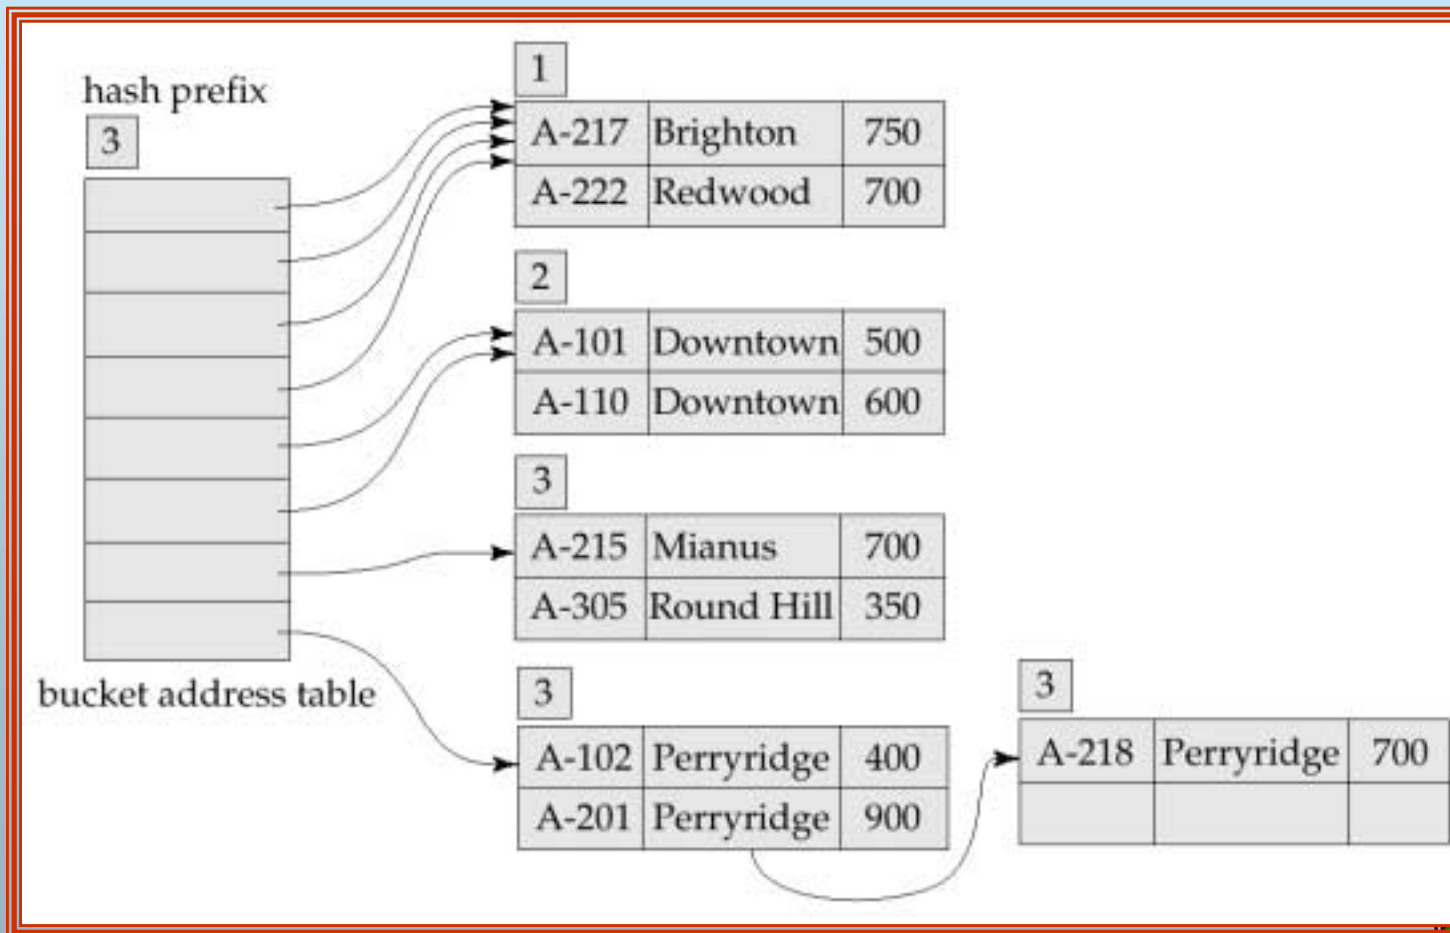 hash prefix
3
1
A-217 Brighton 750
A-222 Redwood 700
2
A-101 Downtown 500
A-110 Downtown 600
3
A-215 Mianus 700
A-305 Round Hill 350
bucket address table
3
A-102 Perryridge 400
A-201 Perryridge 900
3
A-218 Perryridge 700